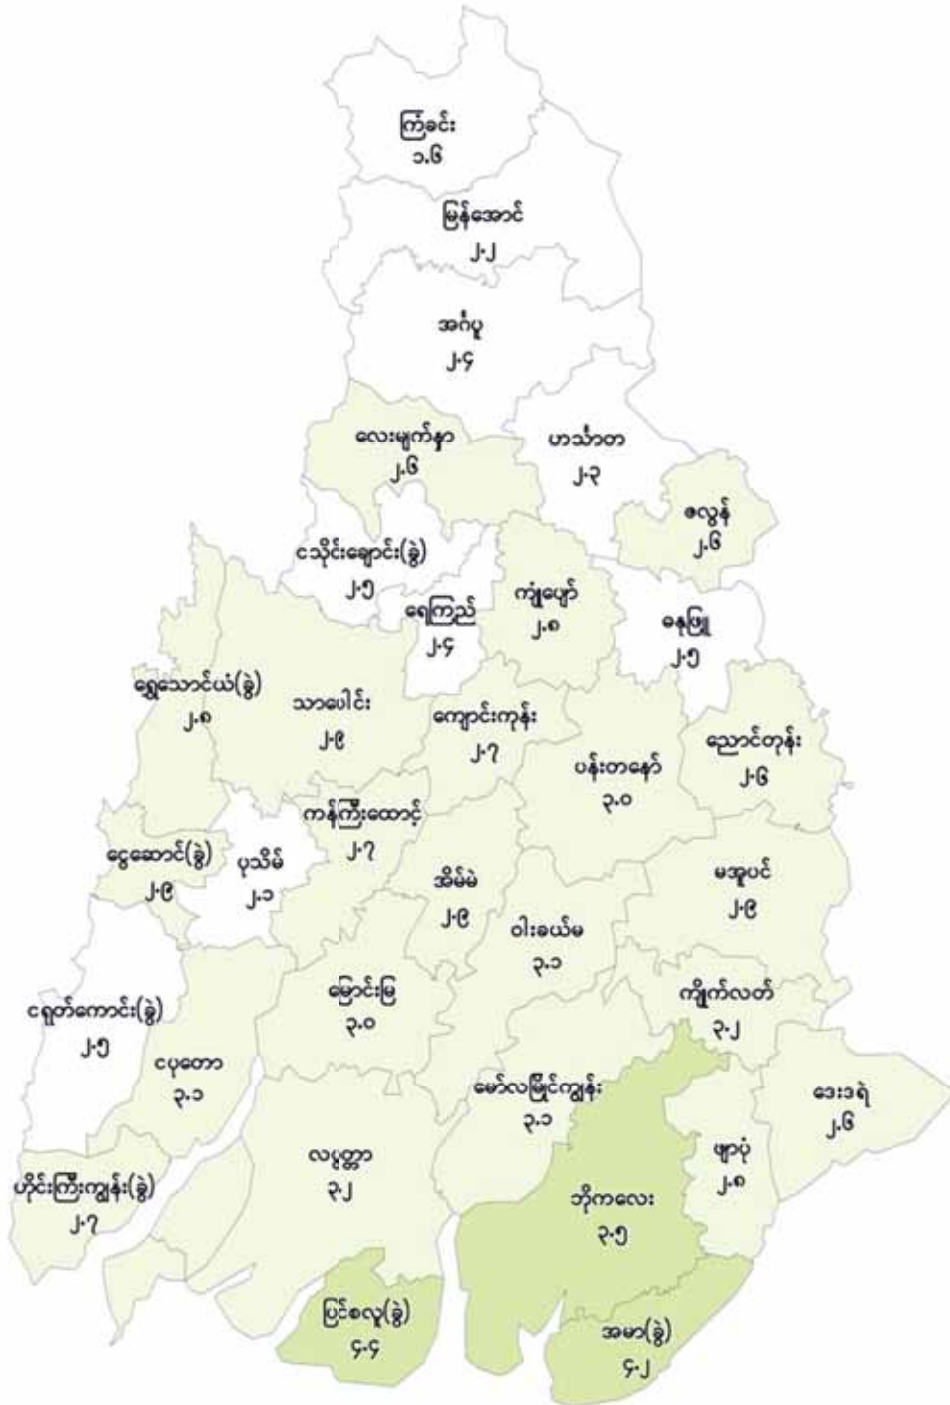 ကြံခင်း
၁.၆
မြန်အောင်
၂.၂
အင်္ဂပူ
၂.၄
လေးမျက်နှာ
၂.၆
ဟင်္သာတ
၂.၃
ဇလွန်
၂.၆
ငသိုင်းချောင်း(ခွဲ)
၂.၅
ရေကြည်
၂.၄
ကျုံပျော်
၂.၈
ဓနုဖြူ
၂.၅
ရွှေသောင်ယံ(ခွဲ)
၂.၈
သာပေါင်း
၂.၉
ကျောင်းကုန်း
၂.၇
ပန်းတနော်
၃.၀
ညောင်တုန်း
၂.၆
ငွေဆောင်(ခွဲ)
၂.၉
ပုသိမ်
၂.၁
ကန်ကြီးထောင့်
၂.၇
အိမ်မဲ
၂.၉
ဝါးခယ်မ
၃.၁
မအူပင်
၂.၉
ငရုတ်ကောင်း(ခွဲ)
၂.၅
ငပုတော
၃.၁
မြောင်းမြ
၃.၀
ကျိုက်လတ်
၃.၂
မော်လမြိုင်ကျွန်း
၃.၁
ဒေးဒရဲ
၂.၆
ဟိုင်းကြီးကျွန်း(ခွဲ)
၂.၇
လပွတ္တာ
၃.၂
ဖျာပုံ
၂.၈
ဘိုကလေး
၃.၅
ပြင်စလူ(ခွဲ)
၄.၄
အမာ(ခွဲ)
၄.၂